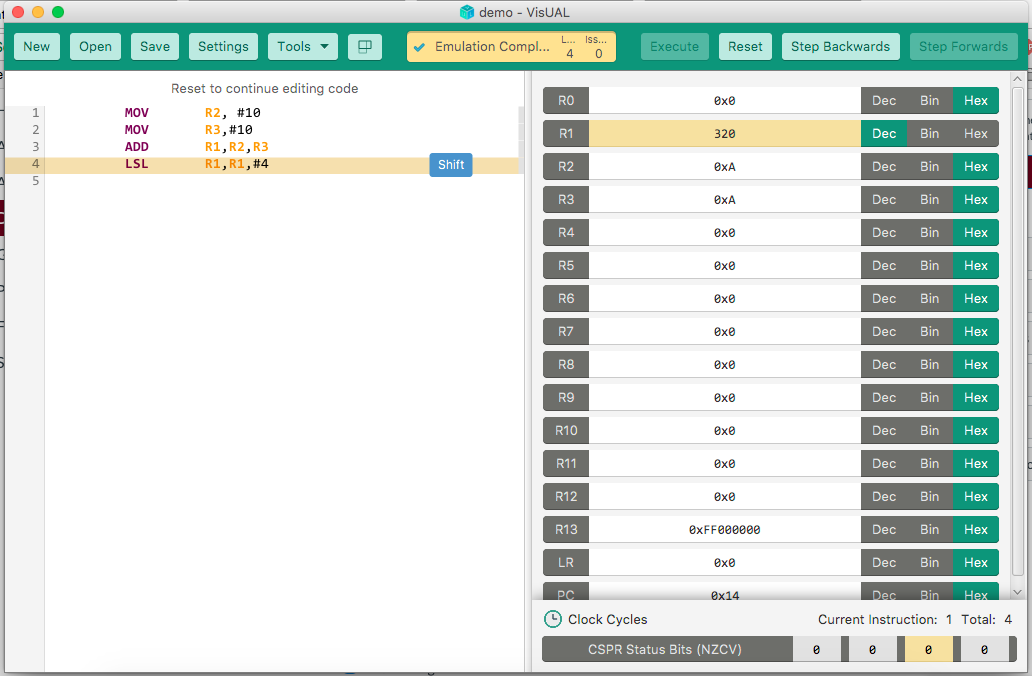 demo - VisUAL
New Open Save Settings Tools Emulation Compl... L... Iss... Execute Reset Step Backwards Step Forwards
4 0
Reset to continue editing code
1 MOV R2, #10
2 MOV R3,#10
3 ADD R1,R2,R3
4 LSL R1,R1,#4 Shift
5
R0 0x0 Dec Bin Hex
R1 320 Dec Bin Hex
R2 0xA Dec Bin Hex
R3 0xA Dec Bin Hex
R4 0x0 Dec Bin Hex
R5 0x0 Dec Bin Hex
R6 0x0 Dec Bin Hex
R7 0x0 Dec Bin Hex
R8 0x0 Dec Bin Hex
R9 0x0 Dec Bin Hex
R10 0x0 Dec Bin Hex
R11 0x0 Dec Bin Hex
R12 0x0 Dec Bin Hex
R13 0xFF000000 Dec Bin Hex
LR 0x0 Dec Bin Hex
PC 0x14 Dec Bin Hex
Clock Cycles Current Instruction: 1 Total: 4
CSPR Status Bits (NZCV) 0 0 0 0